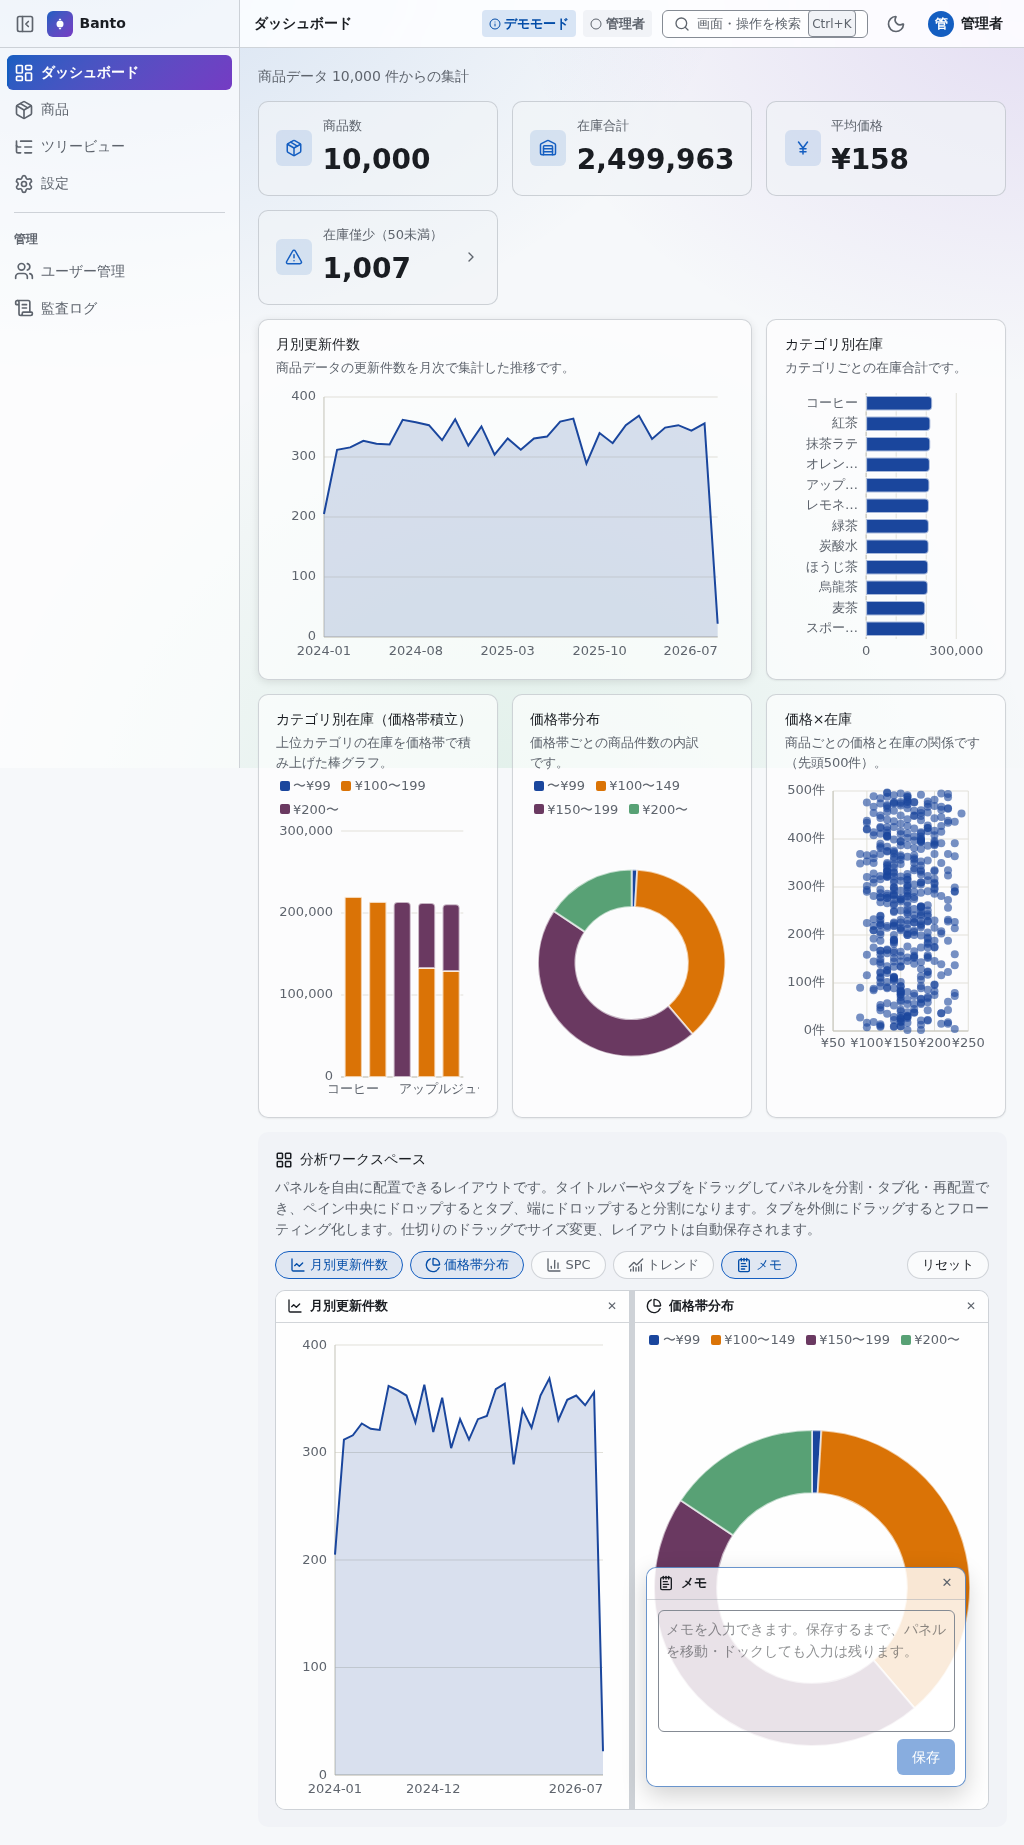 Banto
ダッシュボード
デモモード
管理者
画面・操作を検索 Ctrl+K
管 管理者
ダッシュボード
商品
ツリービュー
設定
管理
ユーザー管理
監査ログ
商品データ 10,000 件からの集計
商品数
10,000
在庫合計
2,499,963
平均価格
¥158
在庫僅少（50未満）
1,007
月別更新件数
商品データの更新件数を月次で集計した推移です。
400
300
200
100
0
2024-01 2024-08 2025-03 2025-10 2026-07
カテゴリ別在庫
カテゴリごとの在庫合計です。
コーヒー
紅茶
抹茶ラテ
オレン…
アップ…
レモネ…
緑茶
炭酸水
ほうじ茶
烏龍茶
麦茶
スポー…
0 300,000
カテゴリ別在庫（価格帯積立）
上位カテゴリの在庫を価格帯で積
み上げた棒グラフ。
〜¥99 ¥100〜199
¥200〜
300,000
200,000
100,000
0
コーヒー アップルジュ
価格帯分布
価格帯ごとの商品件数の内訳
です。
〜¥99 ¥100〜149
¥150〜199 ¥200〜
価格×在庫
商品ごとの価格と在庫の関係です
（先頭500件）。
500件
400件
300件
200件
100件
0件
¥50 ¥100 ¥150 ¥200 ¥250
分析ワークスペース
パネルを自由に配置できるレイアウトです。タイトルバーやタブをドラッグしてパネルを分割・タブ化・再配置で
き、ペイン中央にドロップするとタブ、端にドロップすると分割になります。タブを外側にドラッグするとフロー
ティング化します。仕切りのドラッグでサイズ変更、レイアウトは自動保存されます。
月別更新件数 価格帯分布 SPC トレンド メモ リセット
月別更新件数 ×
400
300
200
100
0
2024-01 2024-12 2026-07
価格帯分布 ×
〜¥99 ¥100〜149 ¥150〜199 ¥200〜
メモ ×
メモを入力できます。保存するまで、パネル
を移動・ドックしても入力は残ります。
保存